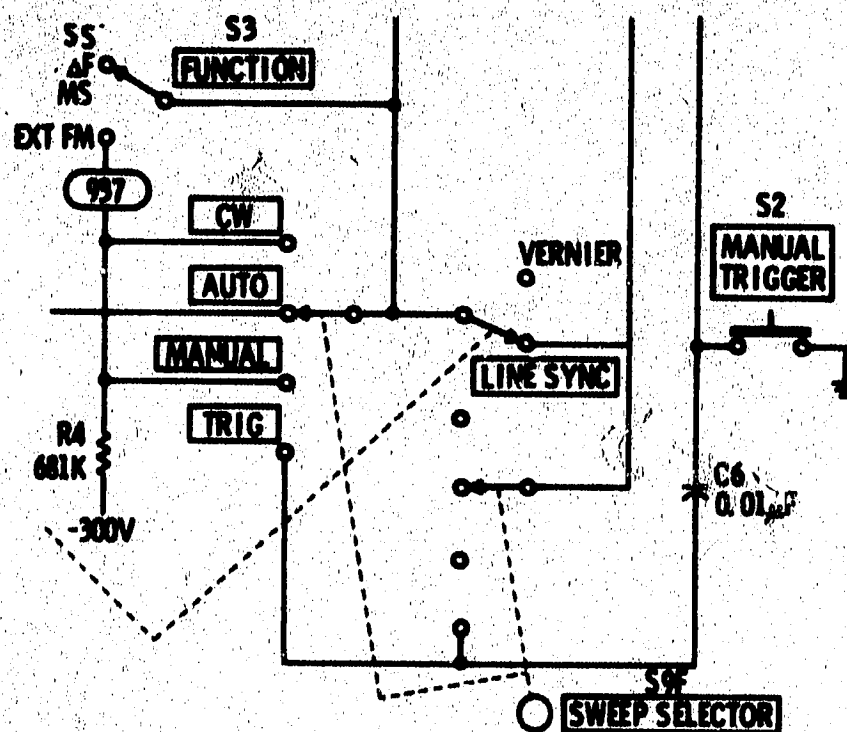 SS
ΔF
MS
S3
FUNCTION
EXT FM
997
CW
AUTO
MANUAL
TRIG
VERNIER
LINE SYNC
S2
MANUAL
TRIGGER
R4
681K
-300V
C6
0.01μF
S9F
SWEEP SELECTOR